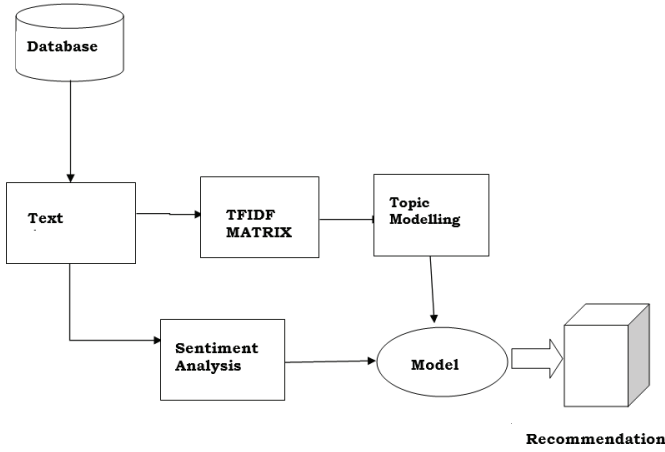 Database
Text
TFIDF
MATRIX
Topic
Modelling
Sentiment
Analysis
Model
Recommendation